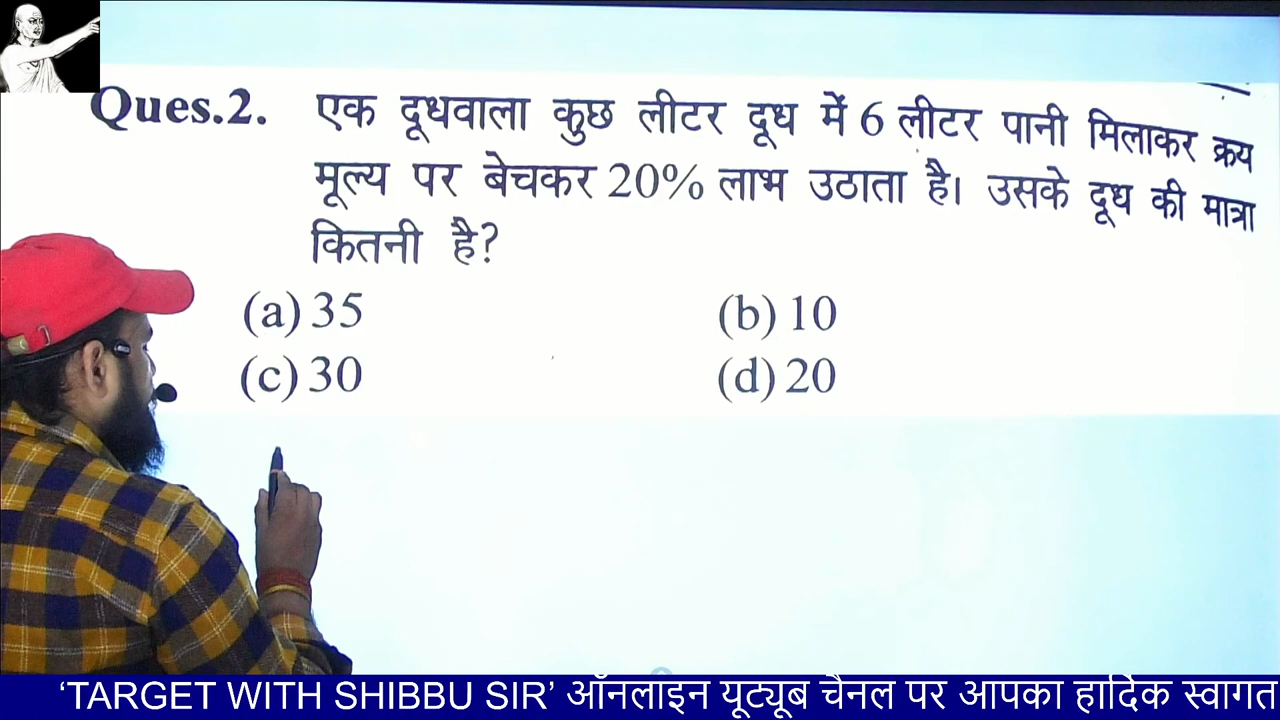 Ques.2. एक दूधवाला कुछ लीटर दूध में 6 लीटर पानी मिलाकर क्रय
मूल्य पर बेचकर 20% लाभ उठाता है। उसके दूध की मात्रा
कितनी है?
(a) 35 (b) 10
(c) 30 (d) 20
‘TARGET WITH SHIBBU SIR’ ऑनलाइन यूट्यूब चैनल पर आपका हार्दिक स्वागत